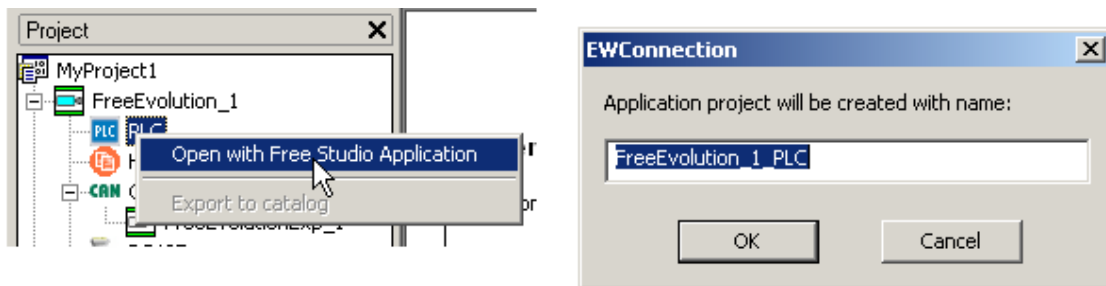 Project
MyProject1
FreeEvolution_1
PLC PLC
Open with Free Studio Application
CAN
Export to catalog
EWConnection
Application project will be created with name:
FreeEvolution_1_PLC
OK Cancel